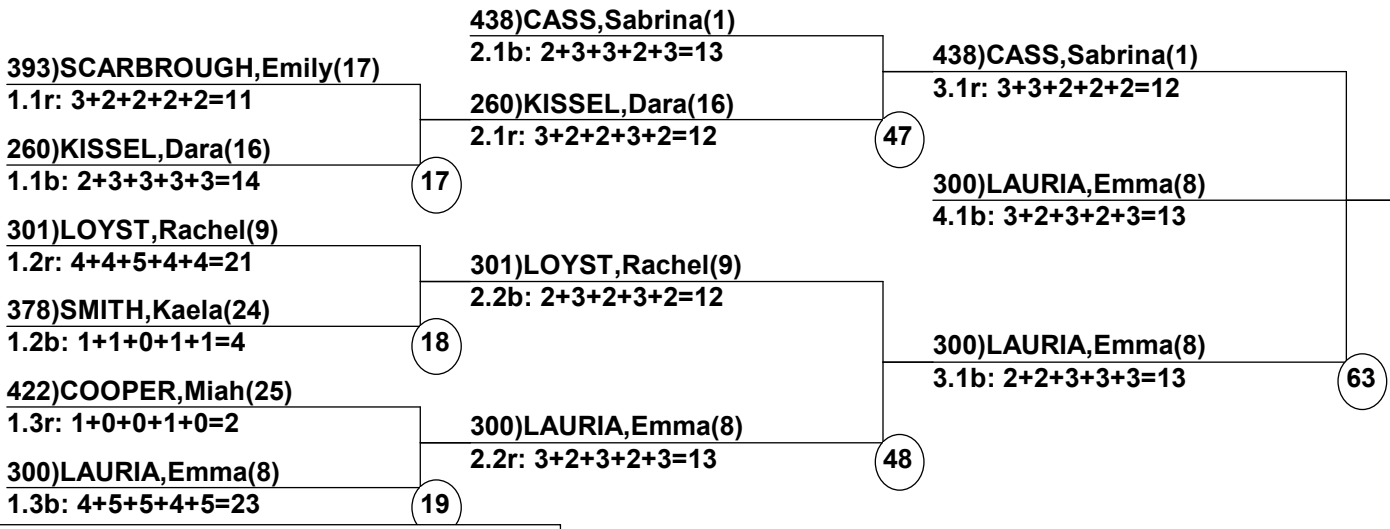 438)CASS,Sabrina(1)
2.1b: 2+3+3+2+3=13
393)SCARBROUGH,Emily(17)
1.1r: 3+2+2+2+2=11
438)CASS,Sabrina(1)
3.1r: 3+3+2+2+2=12
260)KISSEL,Dara(16)
2.1r: 3+2+2+3+2=12
47
260)KISSEL,Dara(16)
1.1b: 2+3+3+3+3=14
17
300)LAURIA,Emma(8)
4.1b: 3+2+3+2+3=13
301)LOYST,Rachel(9)
1.2r: 4+4+5+4+4=21
301)LOYST,Rachel(9)
2.2b: 2+3+2+3+2=12
378)SMITH,Kaela(24)
1.2b: 1+1+0+1+1=4
18
300)LAURIA,Emma(8)
3.1b: 2+2+3+3+3=13
63
422)COOPER,Miah(25)
1.3r: 1+0+0+1+0=2
300)LAURIA,Emma(8)
2.2r: 3+2+3+2+3=13
48
300)LAURIA,Emma(8)
1.3b: 4+5+5+4+5=23
19